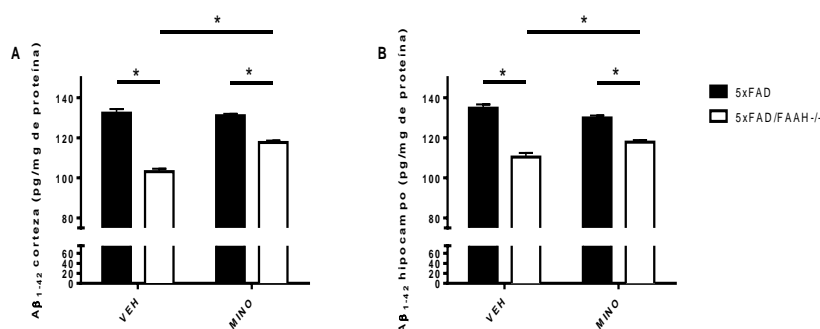 A
Aβ1-42 corteza (pg/mg de proteína)
140
120
100
80
60
40
20
0
*
*
*
VEH
MINO
B
Aβ1-42 hipocampo (pg/mg de proteína)
140
120
100
80
60
40
20
0
*
*
*
VEH
MINO
5xFAD
5xFAD/FAAH-/-